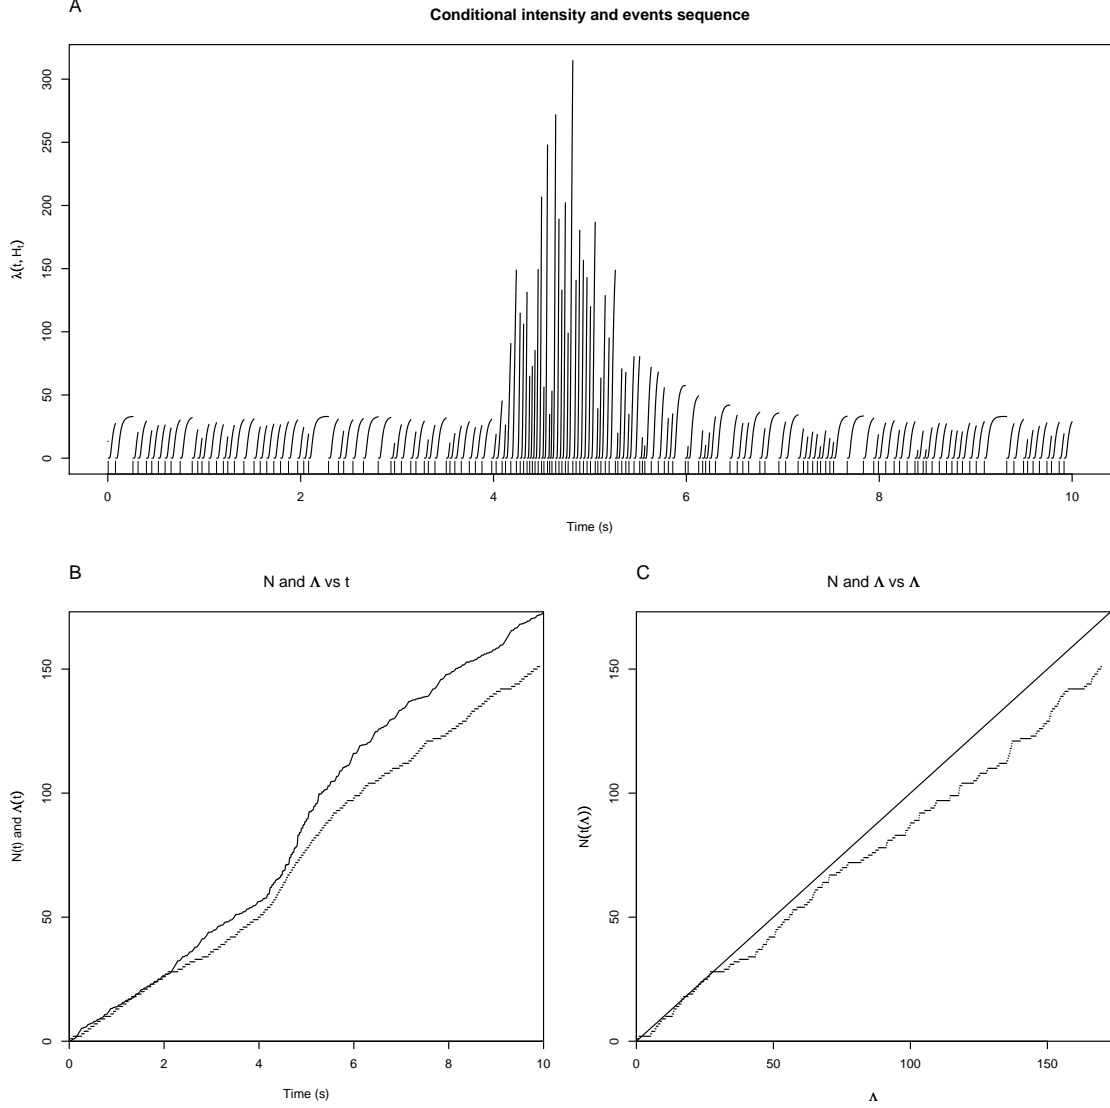 A
Conditional intensity and events sequence
300
250
200
150
100
50
0
λ(t, Ht)
0 2 4 6 8 10
Time (s)
B
N and Λ vs t
150
100
50
0
N(t) and Λ(t)
0 2 4 6 8 10
Time (s)
C
N and Λ vs Λ
150
100
50
0
N(t(Λ))
0 50 100 150
Λ